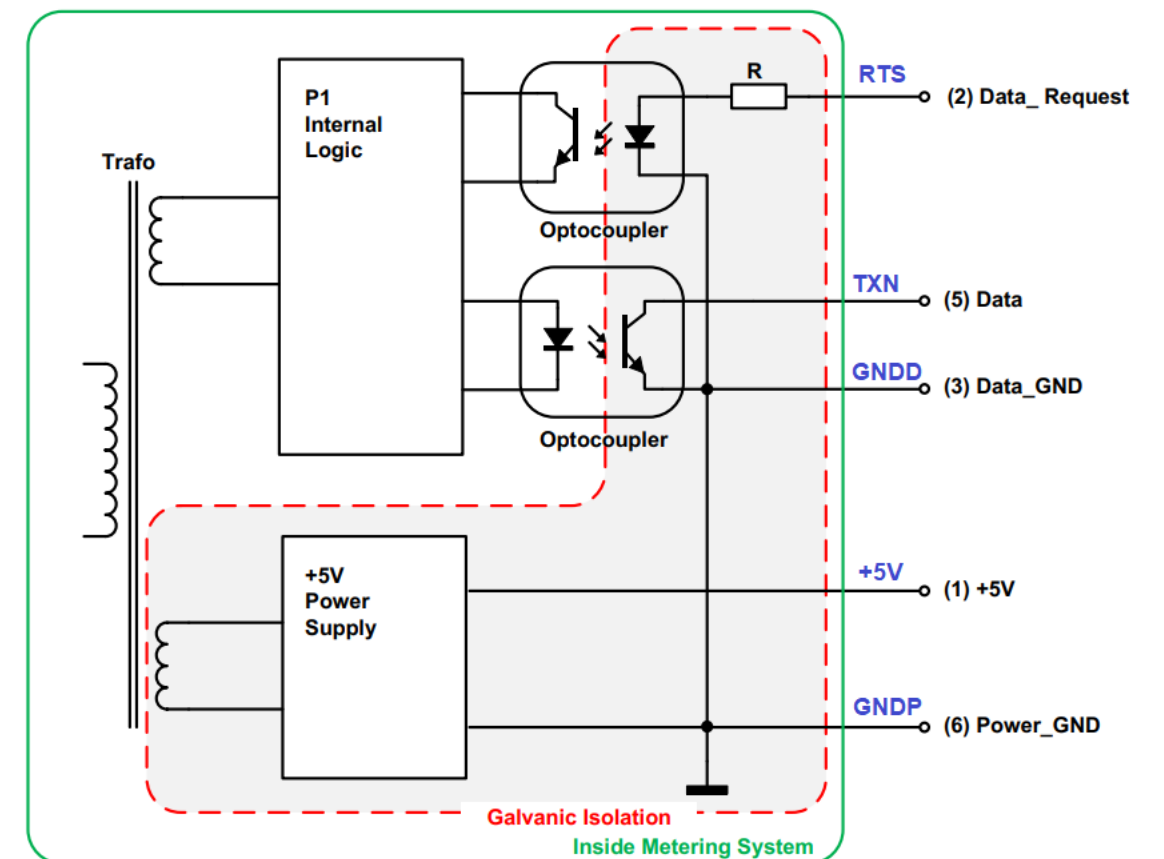 RTS
(2) Data_ Request
P1
Internal
Logic
R
Trafo
Optocoupler
TXN
(5) Data
GNDD
(3) Data_GND
Optocoupler
+5V
Power
Supply
+5V
(1) +5V
GNDP
(6) Power_GND
Galvanic Isolation
Inside Metering System